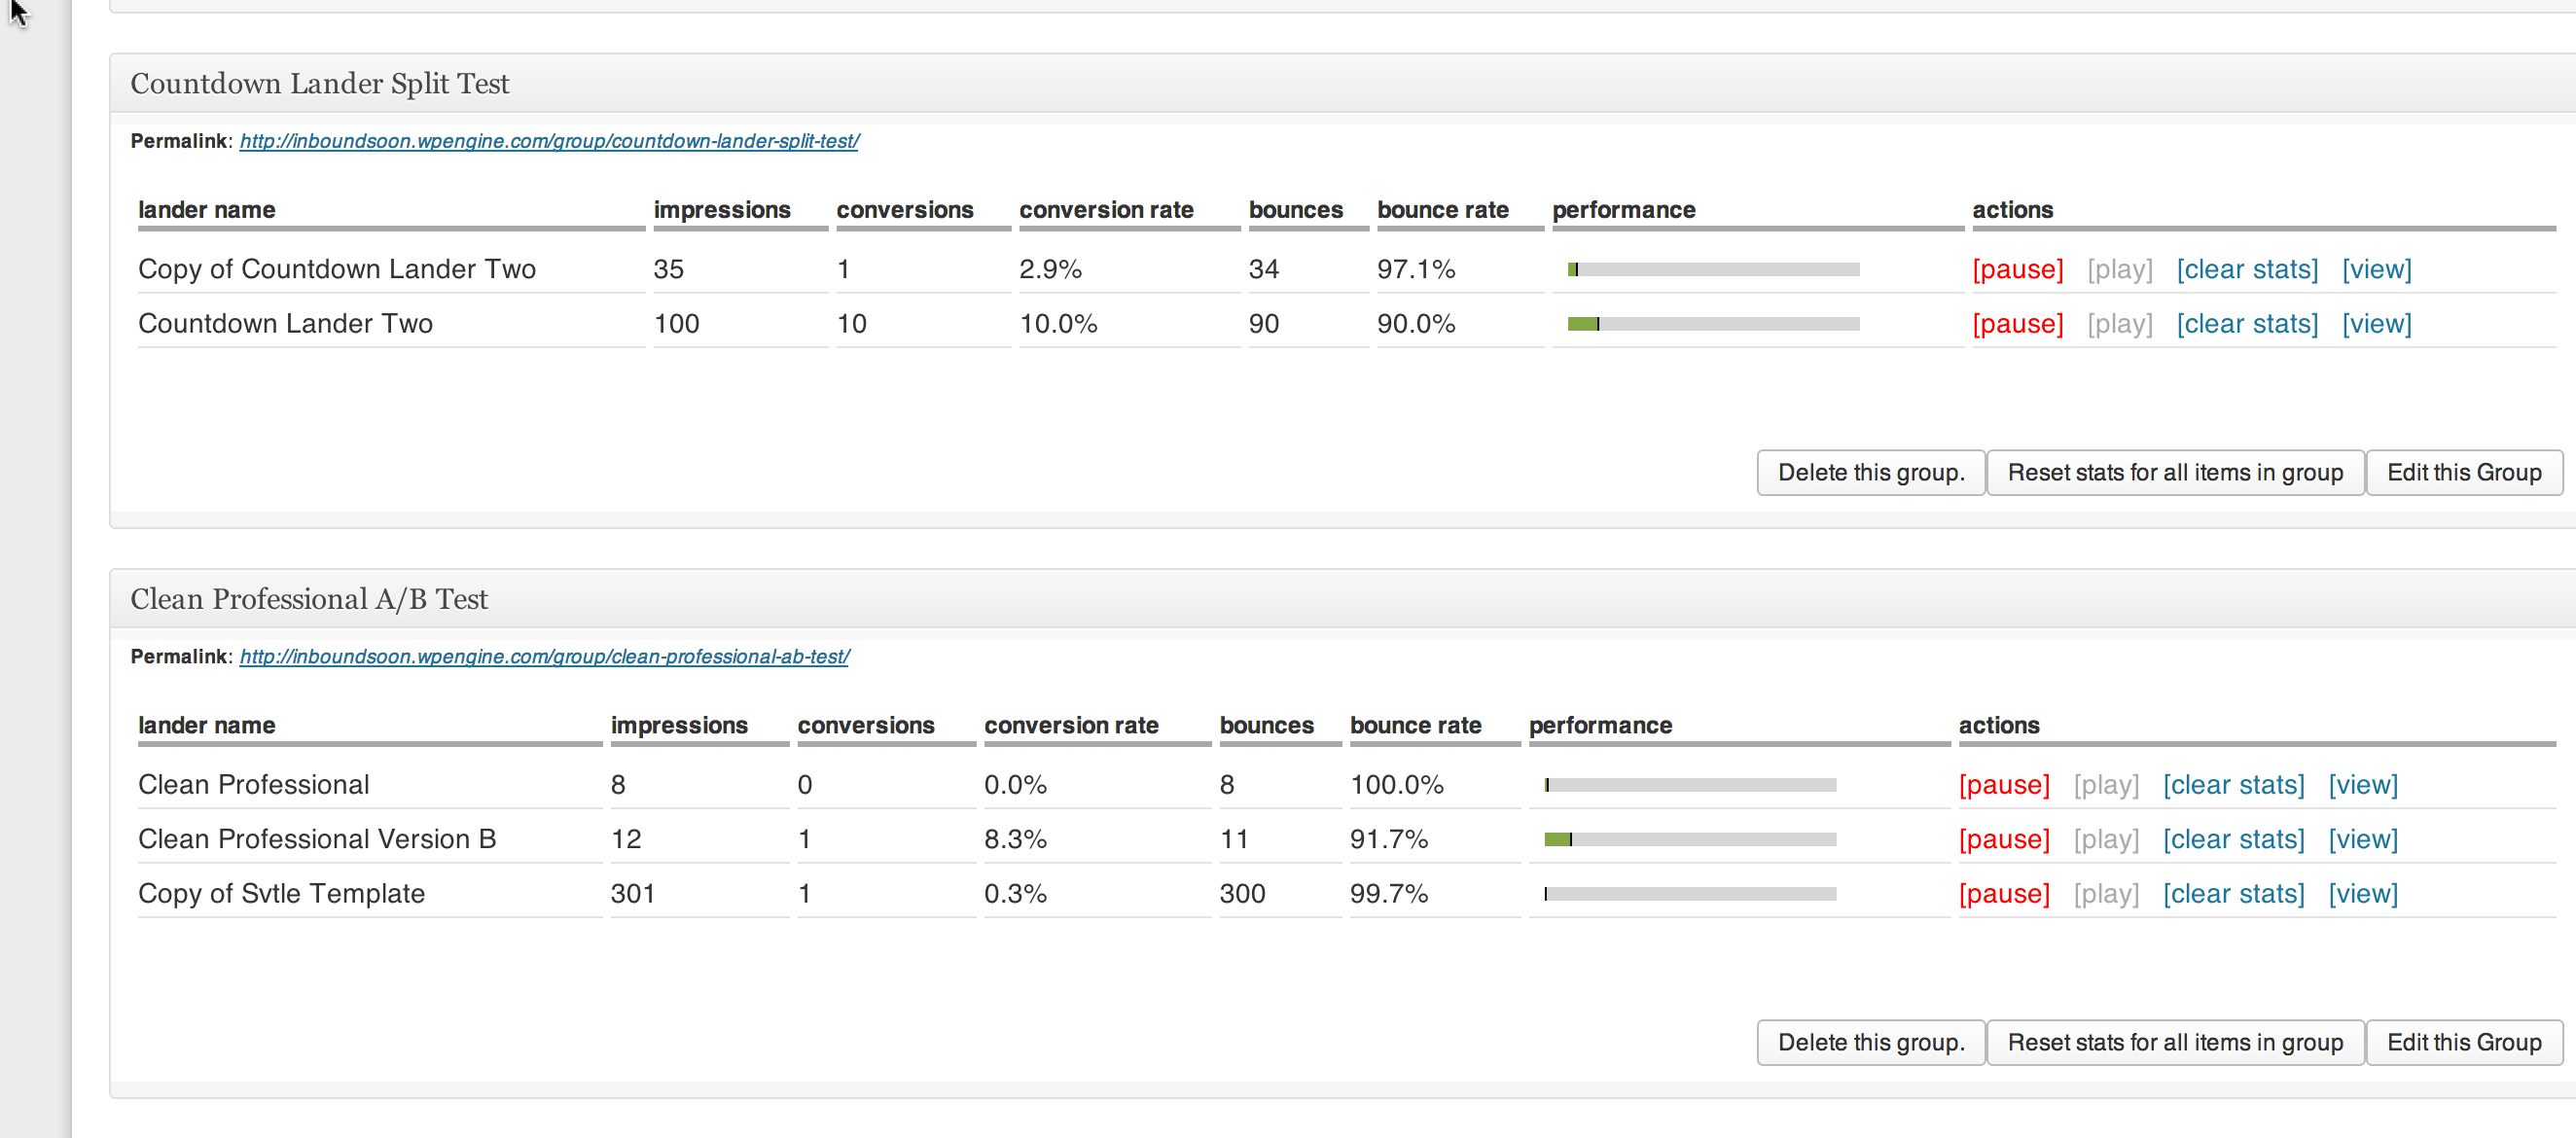 Countdown Lander Split Test
Permalink: http://inboundsoon.wpengine.com/group/countdown-lander-split-test/
lander name impressions conversions conversion rate bounces bounce rate performance actions
Copy of Countdown Lander Two 35 1 2.9% 34 97.1% [pause] [play] [clear stats] [view]
Countdown Lander Two 100 10 10.0% 90 90.0% [pause] [play] [clear stats] [view]
Delete this group. Reset stats for all items in group Edit this Group
Clean Professional A/B Test
Permalink: http://inboundsoon.wpengine.com/group/clean-professional-ab-test/
lander name impressions conversions conversion rate bounces bounce rate performance actions
Clean Professional 8 0 0.0% 8 100.0% [pause] [play] [clear stats] [view]
Clean Professional Version B 12 1 8.3% 11 91.7% [pause] [play] [clear stats] [view]
Copy of Svtle Template 301 1 0.3% 300 99.7% [pause] [play] [clear stats] [view]
Delete this group. Reset stats for all items in group Edit this Group